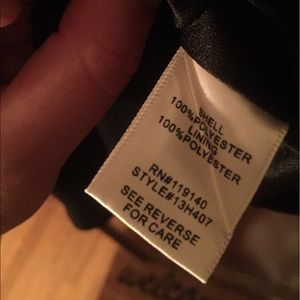 SHELL
100%POLYESTER
LINING
100%POLYESTER
RN#119140
STYLE#13H407
SEE REVERSE
FOR CARE